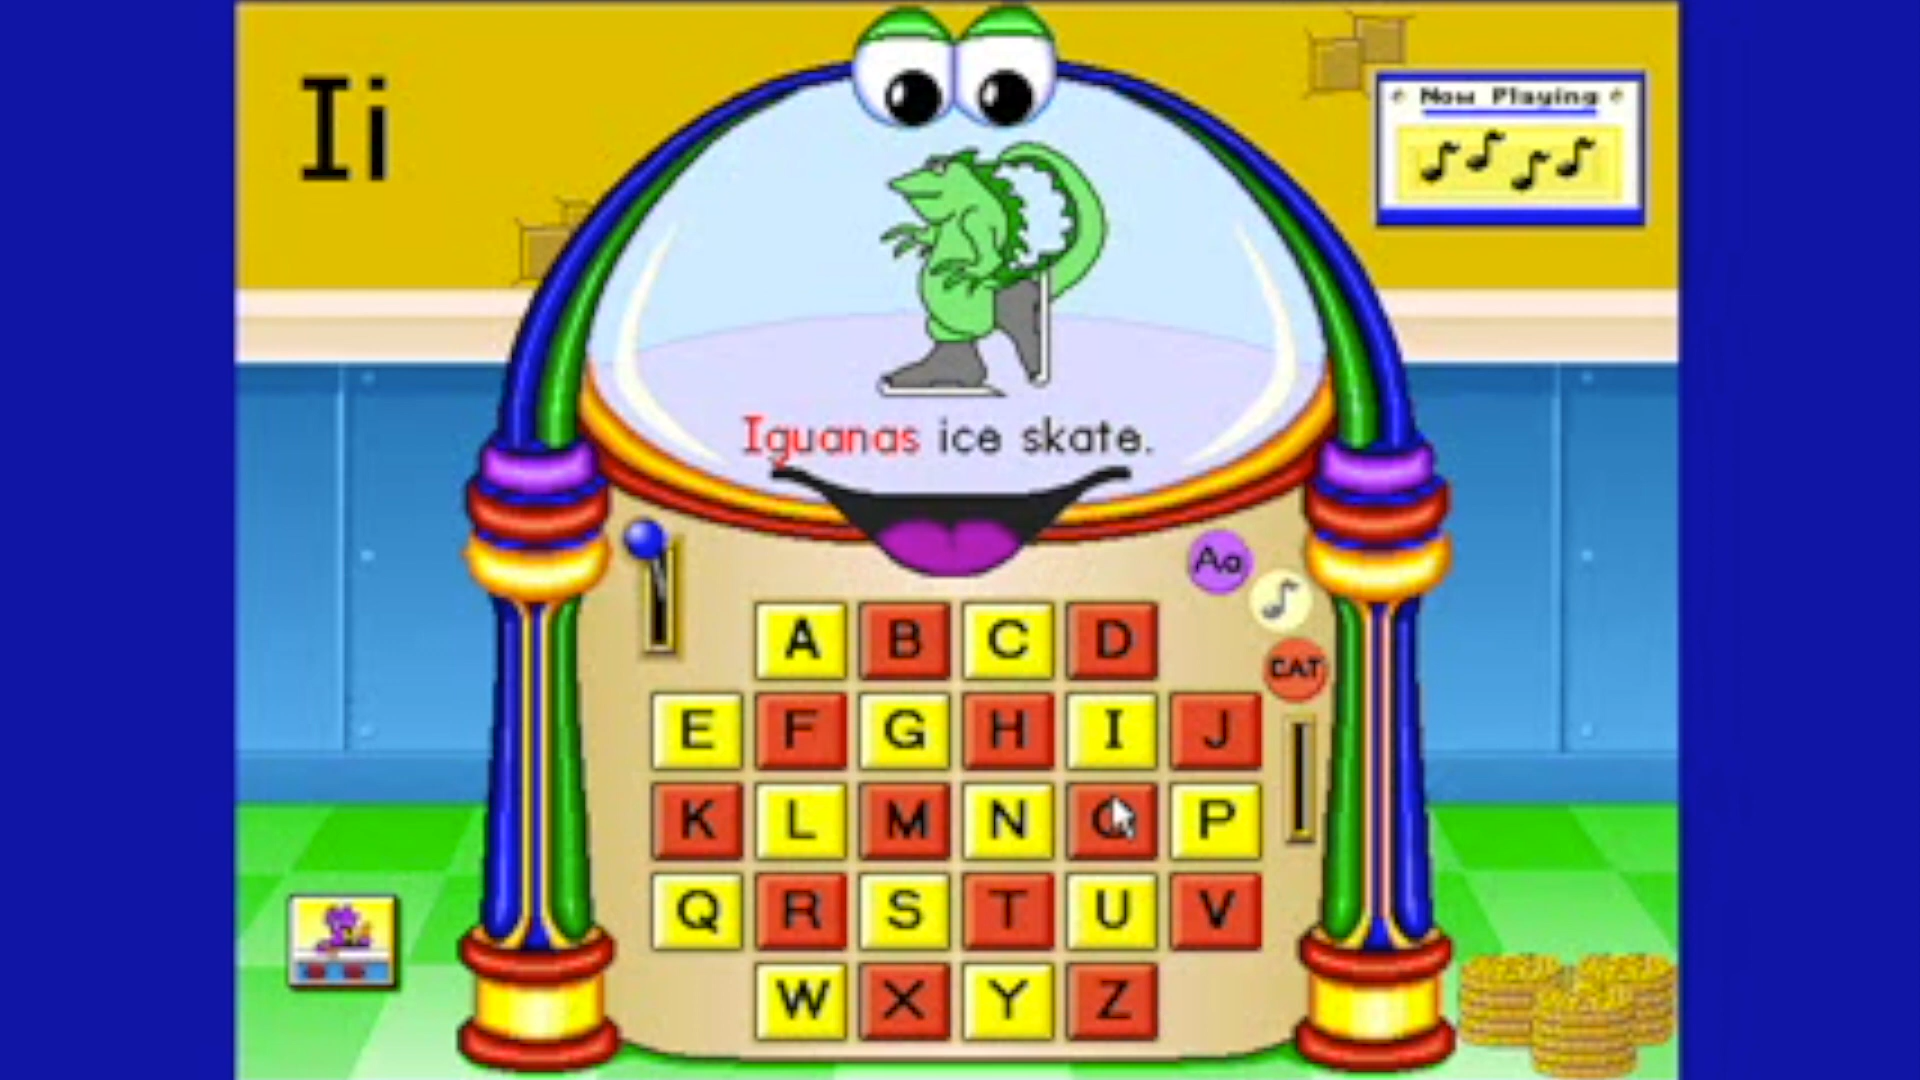 Ii
Now Playing
Iguanas ice skate.
Aa
CAT
A B C D
E F G H I J
K L M N O P
Q R S T U V
W X Y Z